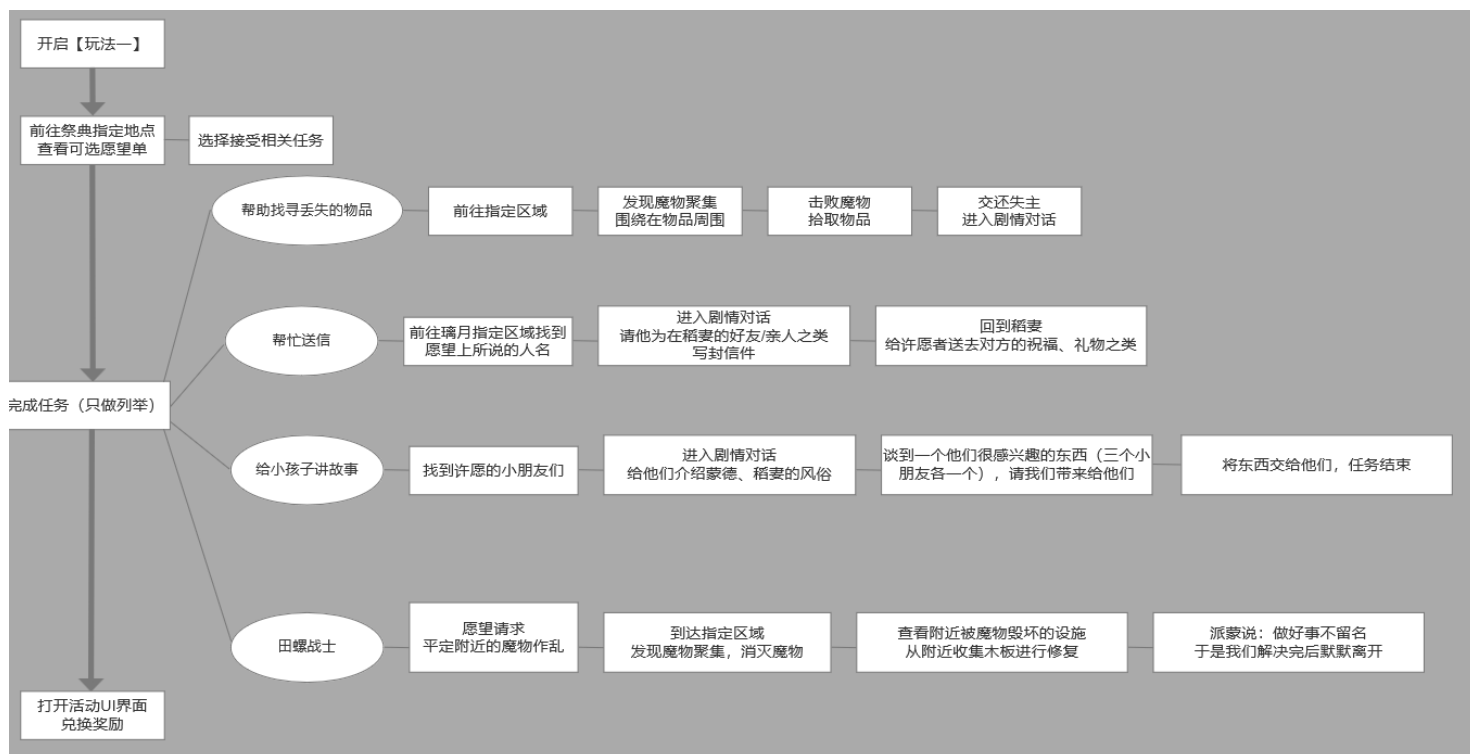 开启【玩法一】
前往祭典指定地点
查看可选愿望单
选择接受相关任务
帮助找寻丢失的物品
前往指定区域
发现魔物聚集
围绕在物品周围
击败魔物
拾取物品
交还失主
进入剧情对话
帮忙送信
前往璃月指定区域找到
愿望上所说的人名
进入剧情对话
请他为在稻妻的好友/亲人之类
写封信件
回到稻妻
给许愿者送去对方的祝福、礼物之类
完成任务（只做列举）
给小孩子讲故事
找到许愿的小朋友们
进入剧情对话
给他们介绍蒙德、稻妻的风俗
谈到一个他们很感兴趣的东西（三个小
朋友各一个），请我们带来给他们
将东西交给他们，任务结束
田螺战士
愿望请求
平定附近的魔物作乱
到达指定区域
发现魔物聚集，消灭魔物
查看附近被魔物毁坏的设施
从附近收集木板进行修复
派蒙说：做好事不留名
于是我们解决完后默默离开
打开活动UI界面
兑换奖励